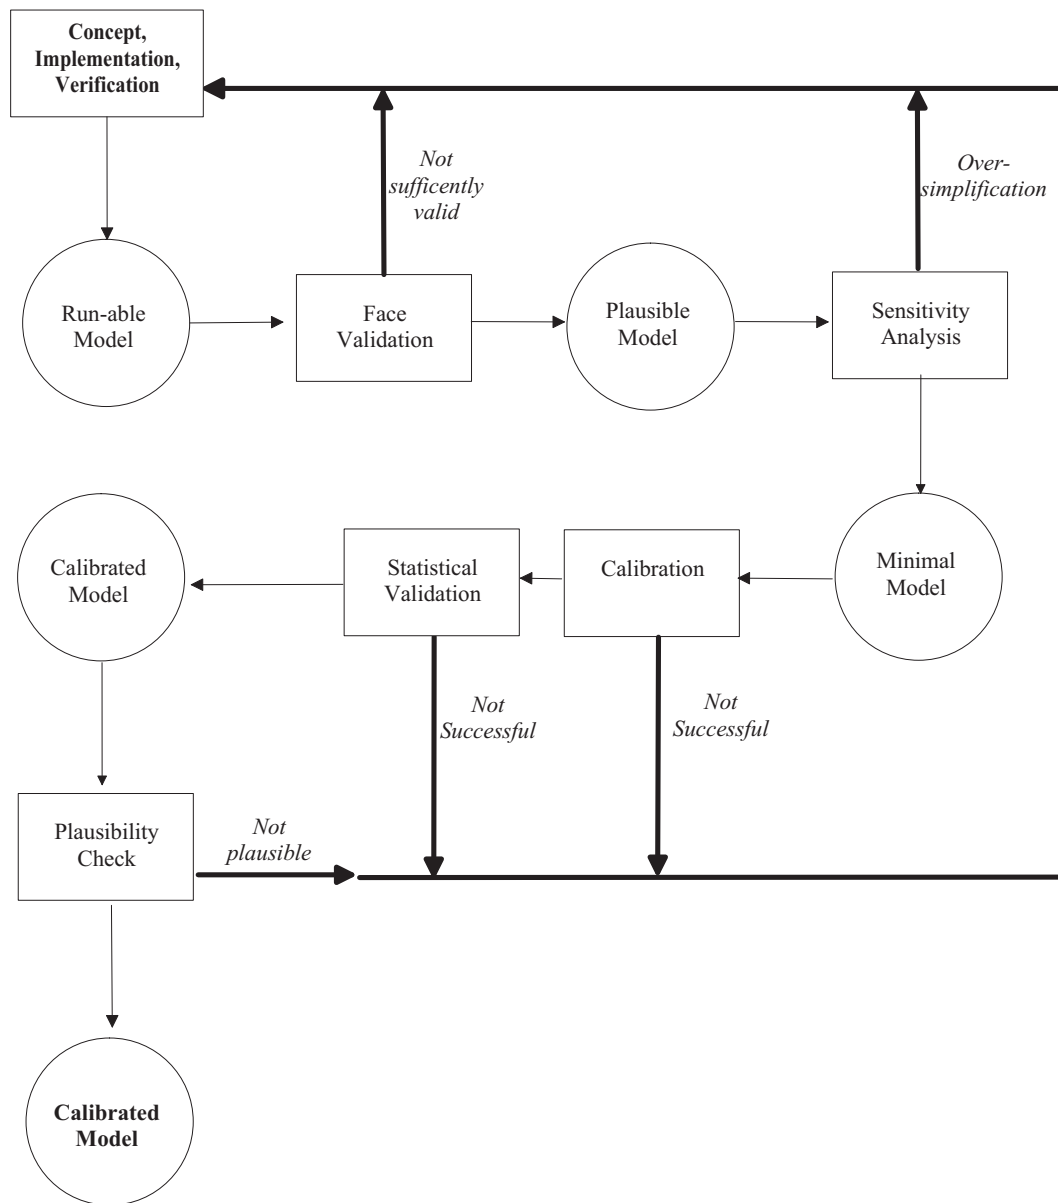 Concept,
Implementation,
Verification
Not
sufficently
valid
Over-
simplification
Run-able
Model
Face
Validation
Plausible
Model
Sensitivity
Analysis
Calibrated
Model
Statistical
Validation
Calibration
Minimal
Model
Not
Successful
Not
Successful
Plausibility
Check
Not
plausible
Calibrated
Model